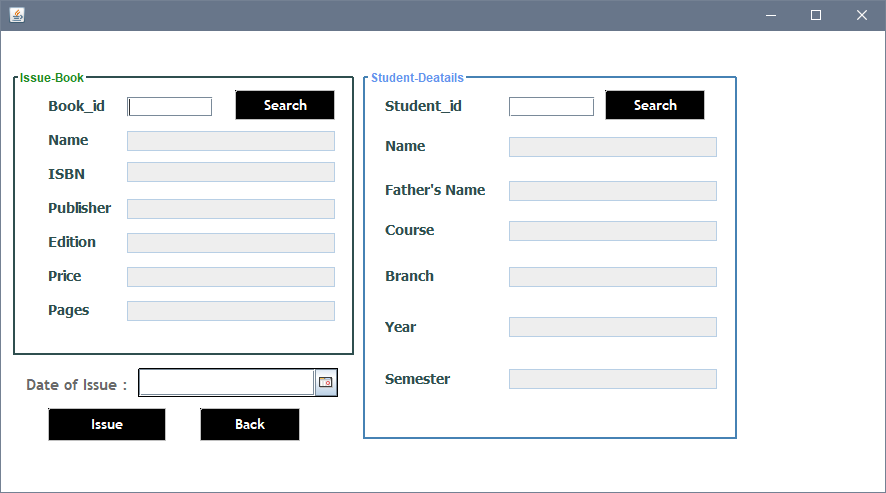 Issue-Book
Book_id Search
Name
ISBN
Publisher
Edition
Price
Pages
Date of Issue :
Issue Back
Student-Deatails
Student_id Search
Name
Father's Name
Course
Branch
Year
Semester